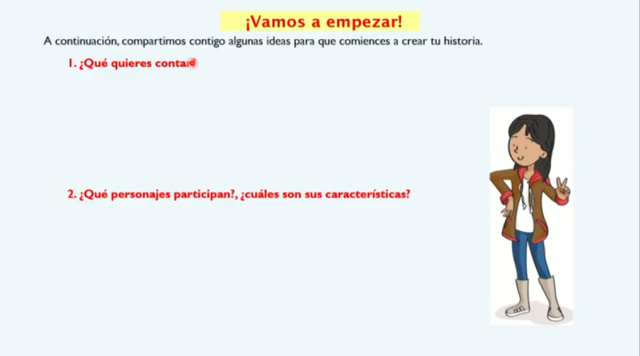 ¡Vamos a empezar!
A continuación, compartimos contigo algunas ideas para que comiences a crear tu historia.
1. ¿Qué quieres contar
2. ¿Qué personajes participan?, ¿cuáles son sus características?